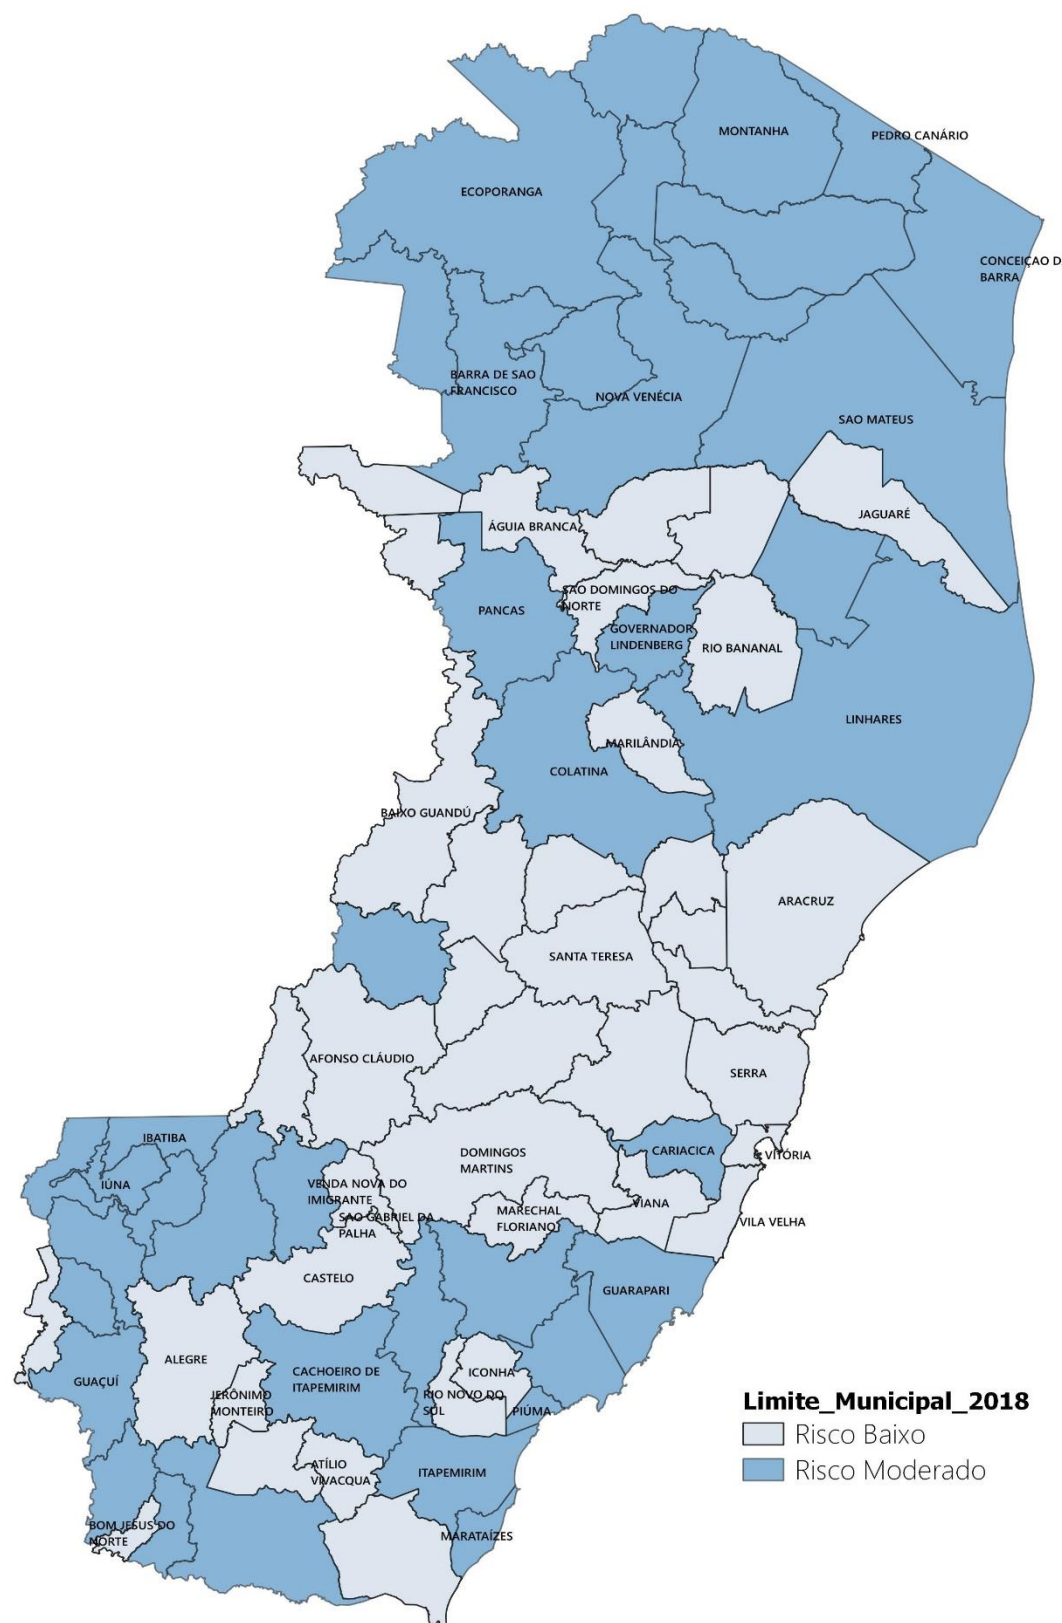 MONTANHA
PEDRO CANÁRIO
ECOPORANGA
CONCEIÇAO D
BARRA
BARRA DE SAO
FRANCISCO
NOVA VENÉCIA
SAO MATEUS
JAGUARÉ
ÁGUIA BRANCA
SAO DOMINGOS DO
NORTE
PANCAS
GOVERNADOR
LINDENBERG
RIO BANANAL
LINHARES
MARILÂNDIA
COLATINA
BAIXO GUANDÚ
ARACRUZ
SANTA TERESA
AFONSO CLÁUDIO
SERRA
IBATIBA
DOMINGOS
MARTINS
CARIACICA
VITÓRIA
IÚNA
VENDA NOVA DO
IMIGRANTE
VIANA
MARECHAL
FLORIANO
SAO GABRIEL DA
PALHA
VILA VELHA
CASTELO
GUARAPARI
ALEGRE
GUAÇUÍ
CACHOEIRO DE
ITAPEMIRIM
ICONHA
JERÔNIMO
MONTEIRO
RIO NOVO DO
SUL
PIÚMA
ATÍLIO
VIVACQUA
ITAPEMIRIM
BOM JESUS DO
NORTE
MARATAÍZES
Limite_Municipal_2018
Risco Baixo
Risco Moderado